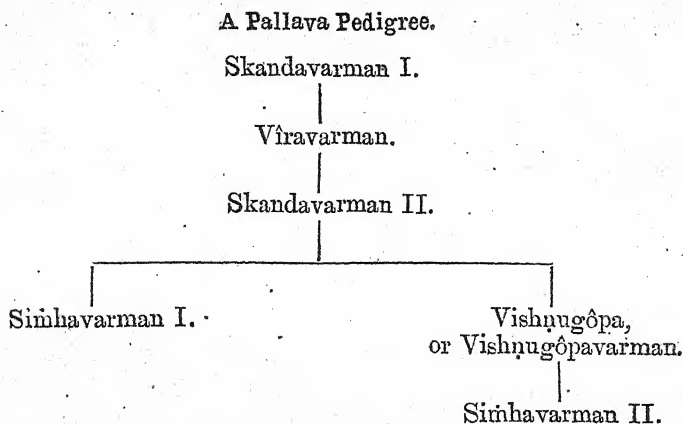 A Pallava Pedigree.
Skandavarman I.
Vîravarman.
Skandavarman II.
Siṁhavarman I.
Vishṇugôpa,
or Vishṇugôpavarman.
Siṁhavarman II.